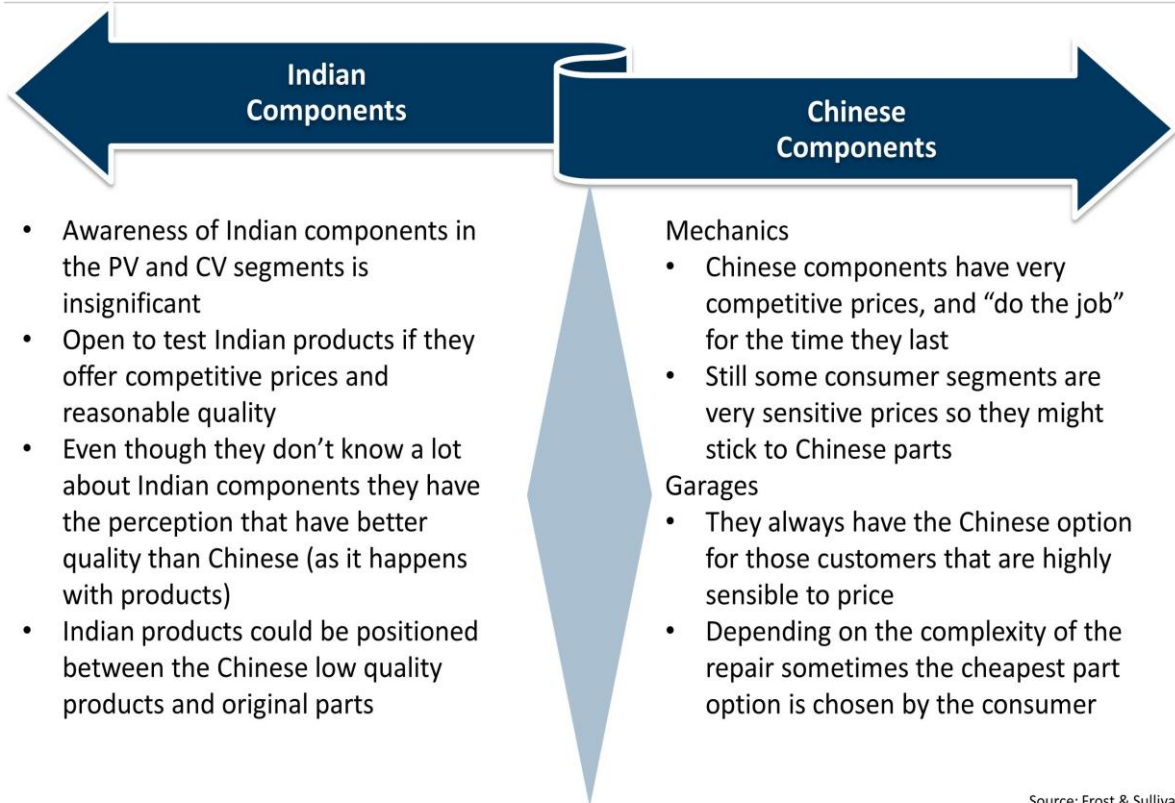 Indian
Components
Chinese
Components
• Awareness of Indian components in
the PV and CV segments is
insignificant
• Open to test Indian products if they
offer competitive prices and
reasonable quality
• Even though they don’t know a lot
about Indian components they have
the perception that have better
quality than Chinese (as it happens
with products)
• Indian products could be positioned
between the Chinese low quality
products and original parts
Mechanics
• Chinese components have very
competitive prices, and “do the job”
for the time they last
• Still some consumer segments are
very sensitive prices so they might
stick to Chinese parts
Garages
• They always have the Chinese option
for those customers that are highly
sensible to price
• Depending on the complexity of the
repair sometimes the cheapest part
option is chosen by the consumer
Source: Frost & Sulliva